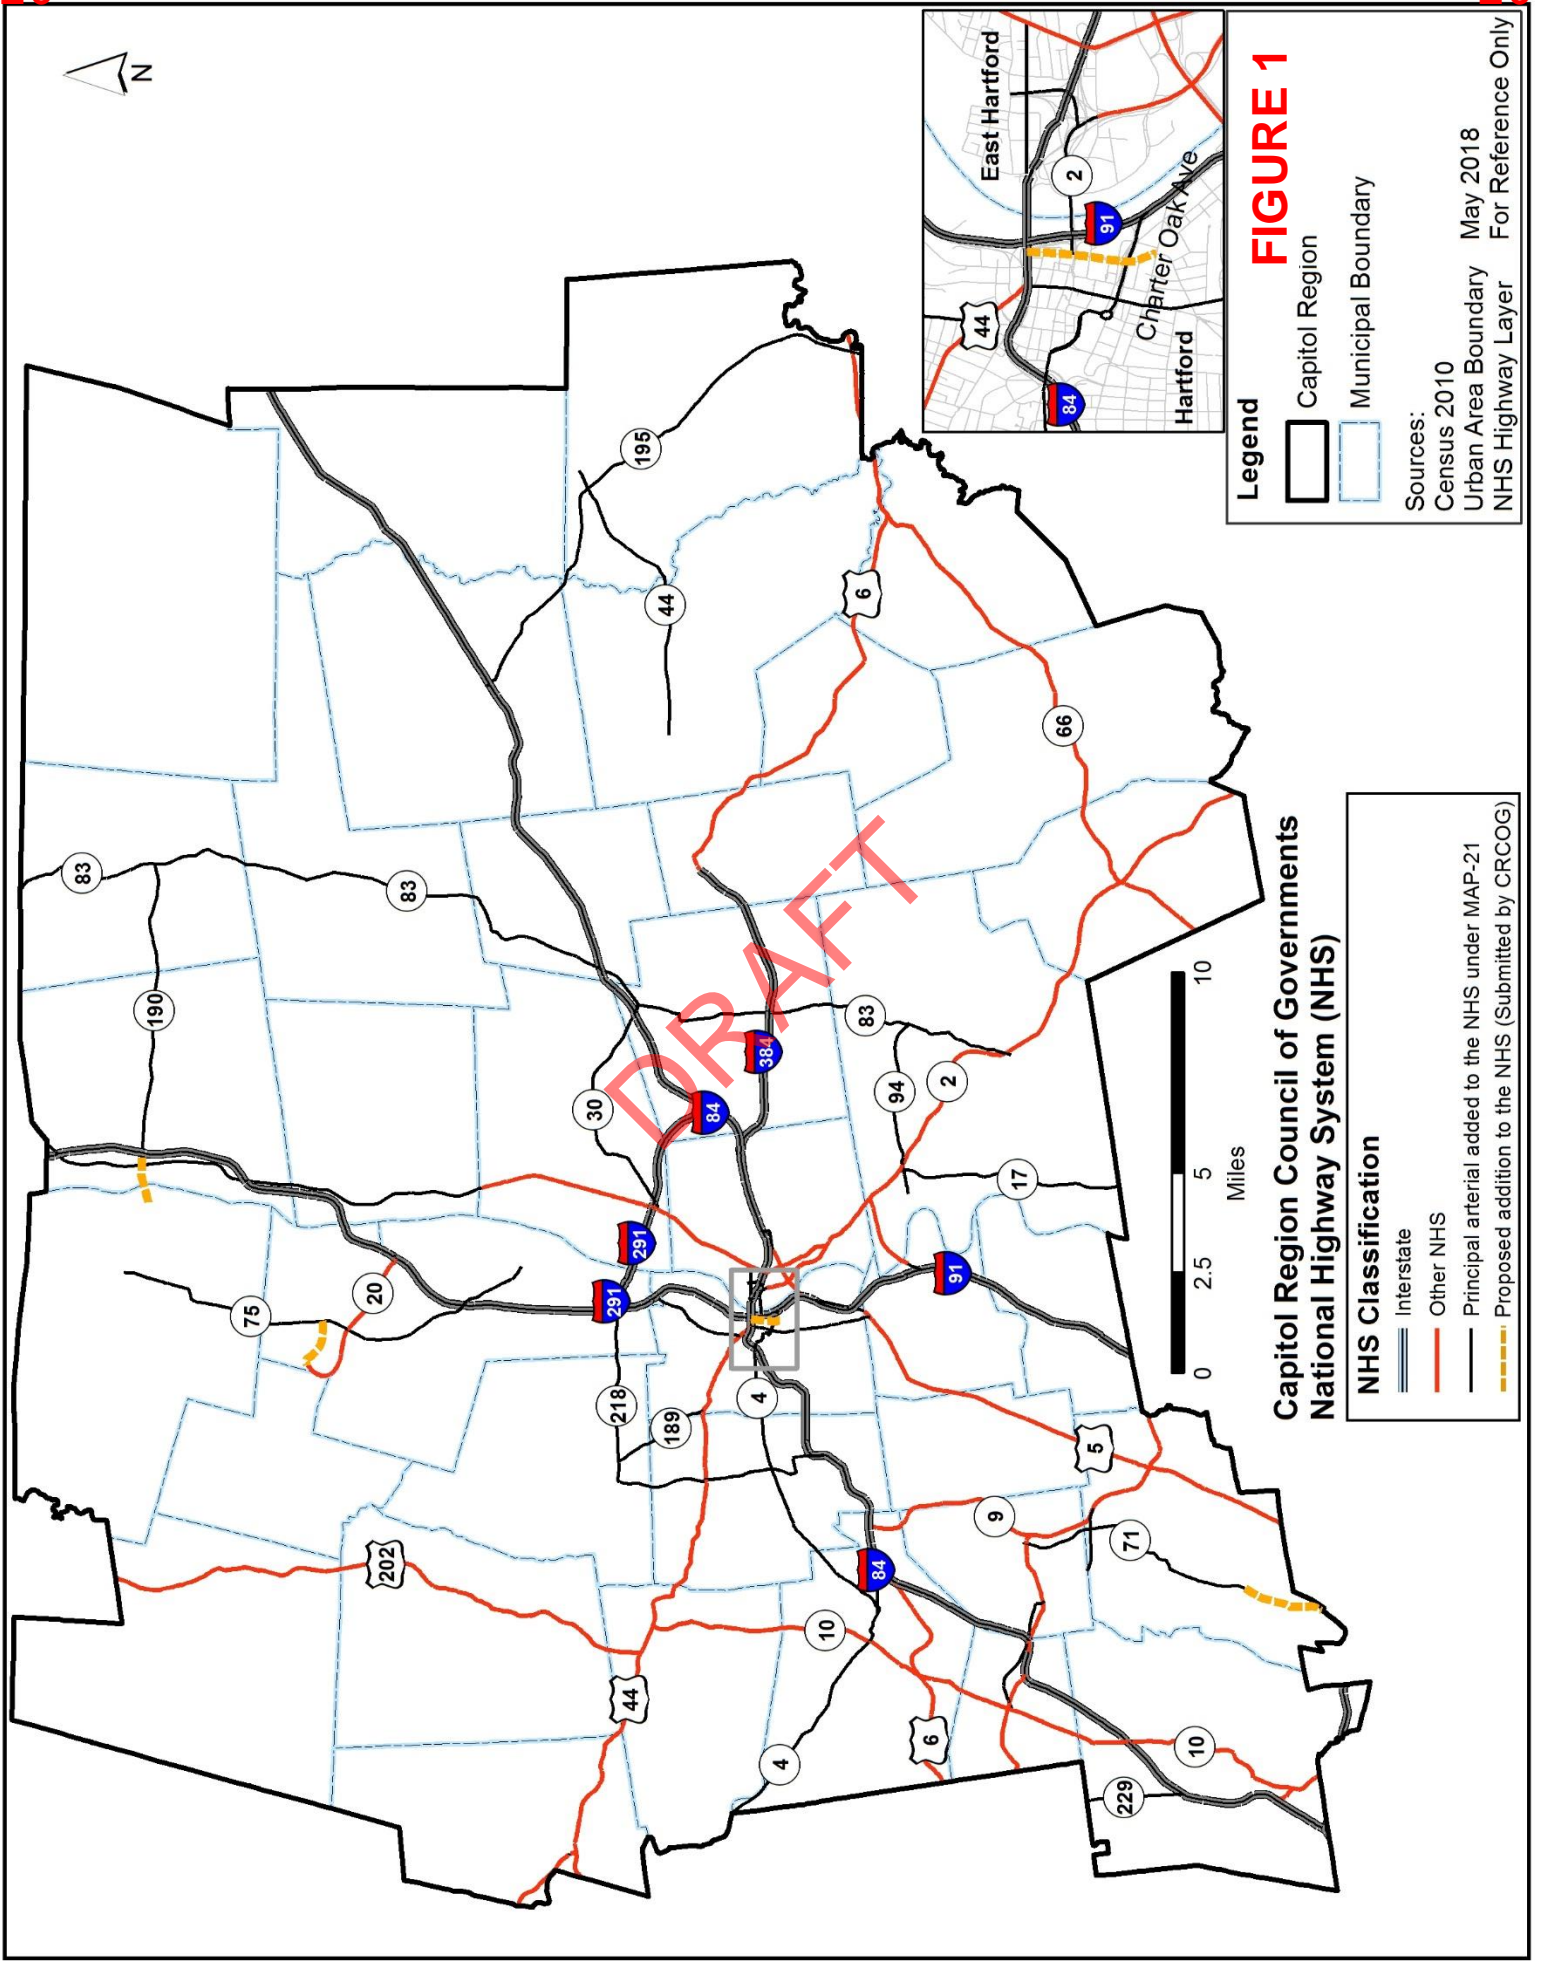 N
East Hartford
2
91
Charter Oak Ave
44
84
Hartford
FIGURE 1
Legend
Capitol Region
Municipal Boundary
Sources:
Census 2010
Urban Area Boundary May 2018
NHS Highway Layer For Reference Only
195
44
6
66
83
83
190
30
84
384
83
94
2
17
291
291
91
20
75
218
189
4
5
9
71
84
202
10
44
4
6
10
229
DRAFT
0 2.5 5 10
Miles
Capitol Region Council of Governments
National Highway System (NHS)
NHS Classification
Interstate
Other NHS
Principal arterial added to the NHS under MAP-21
Proposed addition to the NHS (Submitted by CRCOG)